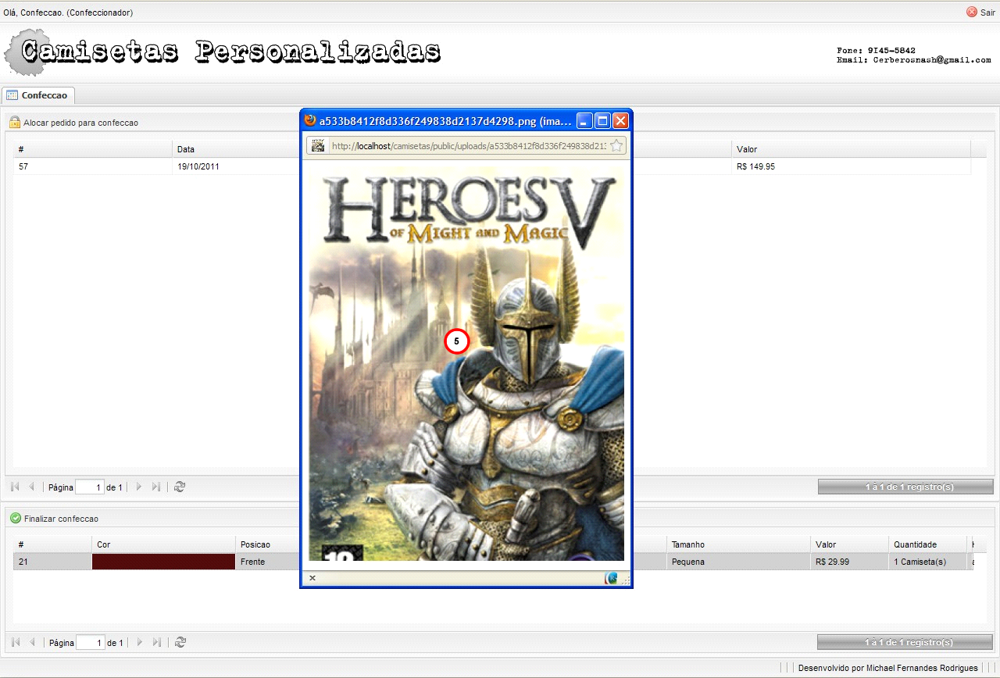 Olá, Confeccao. (Confeccionador)
Sair
Camisetas Personalizadas
Fone: 9145-5842
Email: Cerberosnash@gmail.com
Confeccao
Alocar pedido para confeccao
# Data Valor
57 19/10/2011 R$ 149.95
a533b8412f8d336f249838d2137d4298.png (ima...
http://localhost/camisetas/public/uploads/a533b8412f8d336f249838d213
HEROES V
OF MIGHT AND MAGIC
5
Página 1 de 1
1 à 1 de 1 registro(s)
Finalizar confeccao
# Cor Posicao Tamanho Valor Quantidade
21 Frente Pequena R$ 29.99 1 Camiseta(s)
Página 1 de 1
1 à 1 de 1 registro(s)
Desenvolvido por Michael Fernandes Rodrigues